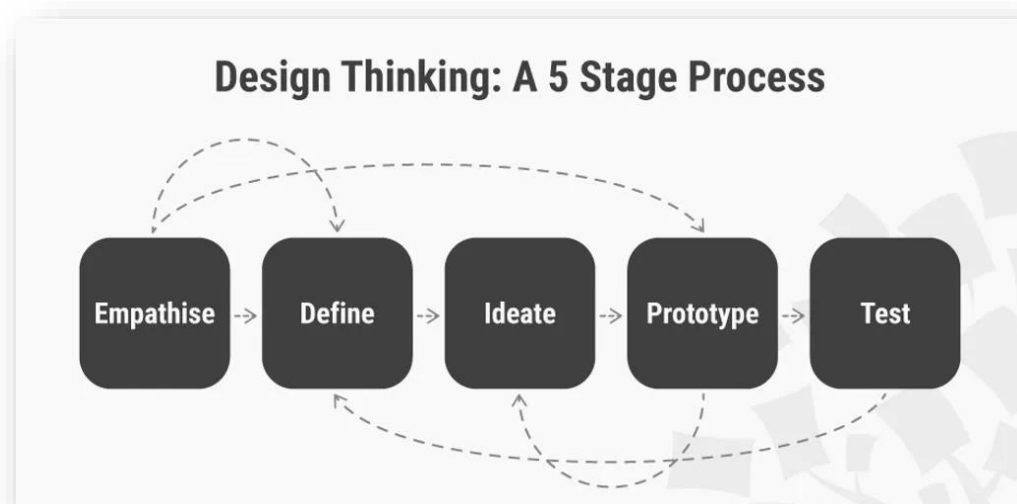 Design Thinking: A 5 Stage Process
Empathise
Define
Ideate
Prototype
Test